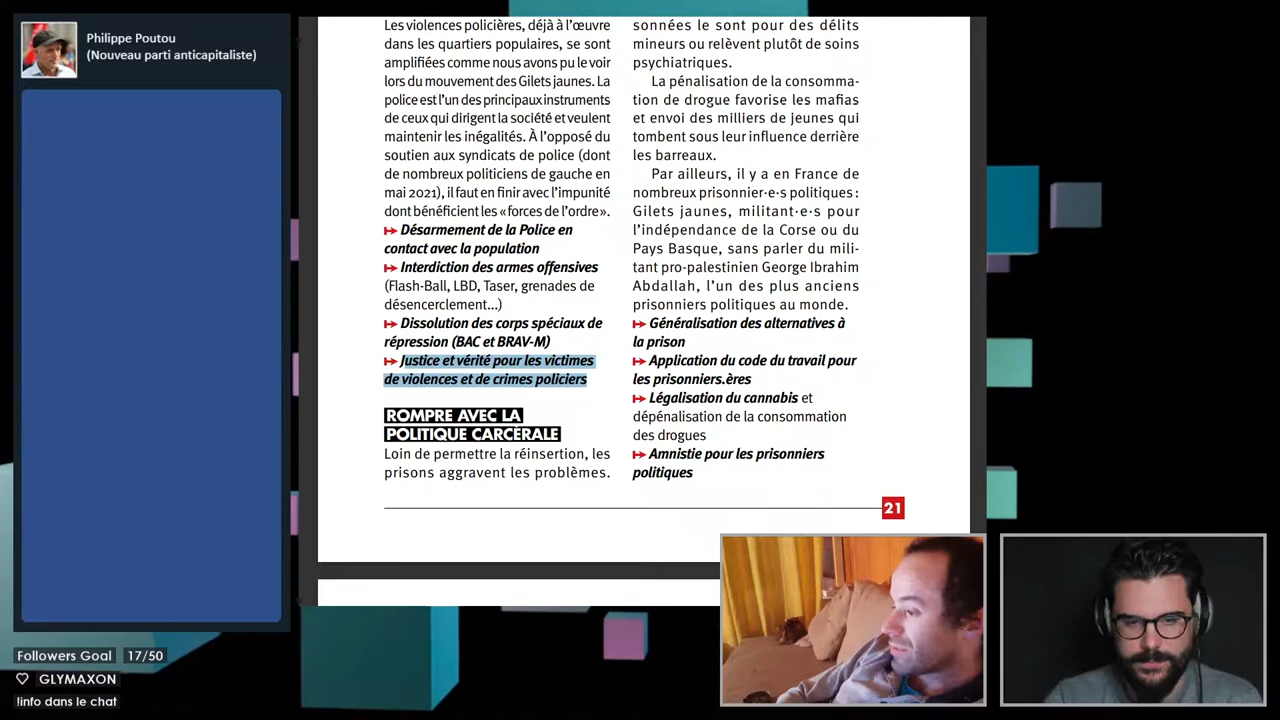 Philippe Poutou
(Nouveau parti anticapitaliste)
Les violences policières, déjà à l'œuvre
dans les quartiers populaires, se sont
amplifiées comme nous avons pu le voir
lors du mouvement des Gilets jaunes. La
police est l'un des principaux instruments
de ceux qui dirigent la société et veulent
maintenir les inégalités. À l'opposé du
soutien aux syndicats de police (dont
de nombreux politiciens de gauche en
mai 2021), il faut en finir avec l'impunité
dont bénéficient les « forces de l'ordre ».
Désarmement de la Police en
contact avec la population
Interdiction des armes offensives
(Flash-Ball, LBD, Taser, grenades de
désencerclement...)
Dissolution des corps spéciaux de
répression (BAC et BRAV-M)
Justice et vérité pour les victimes
de violences et de crimes policiers
ROMPRE AVEC LA
POLITIQUE CARCÉRALE
Loin de permettre la réinsertion, les
prisons aggravent les problèmes.
sonnées le sont pour des délits
mineurs ou relèvent plutôt de soins
psychiatriques.
La pénalisation de la consomma-
tion de drogue favorise les mafias
et envoi des milliers de jeunes qui
tombent sous leur influence derrière
les barreaux.
Par ailleurs, il y a en France de
nombreux prisonnier·e·s politiques :
Gilets jaunes, militant·e·s pour
l'indépendance de la Corse ou du
Pays Basque, sans parler du mili-
tant pro-palestinien George Ibrahim
Abdallah, l'un des plus anciens
prisonniers politiques au monde.
Généralisation des alternatives à
la prison
Application du code du travail pour
les prisonniers.ères
Légalisation du cannabis et
dépénalisation de la consommation
des drogues
Amnistie pour les prisonniers
politiques
21
Followers Goal 17/50
GLYMAXON
!info dans le chat